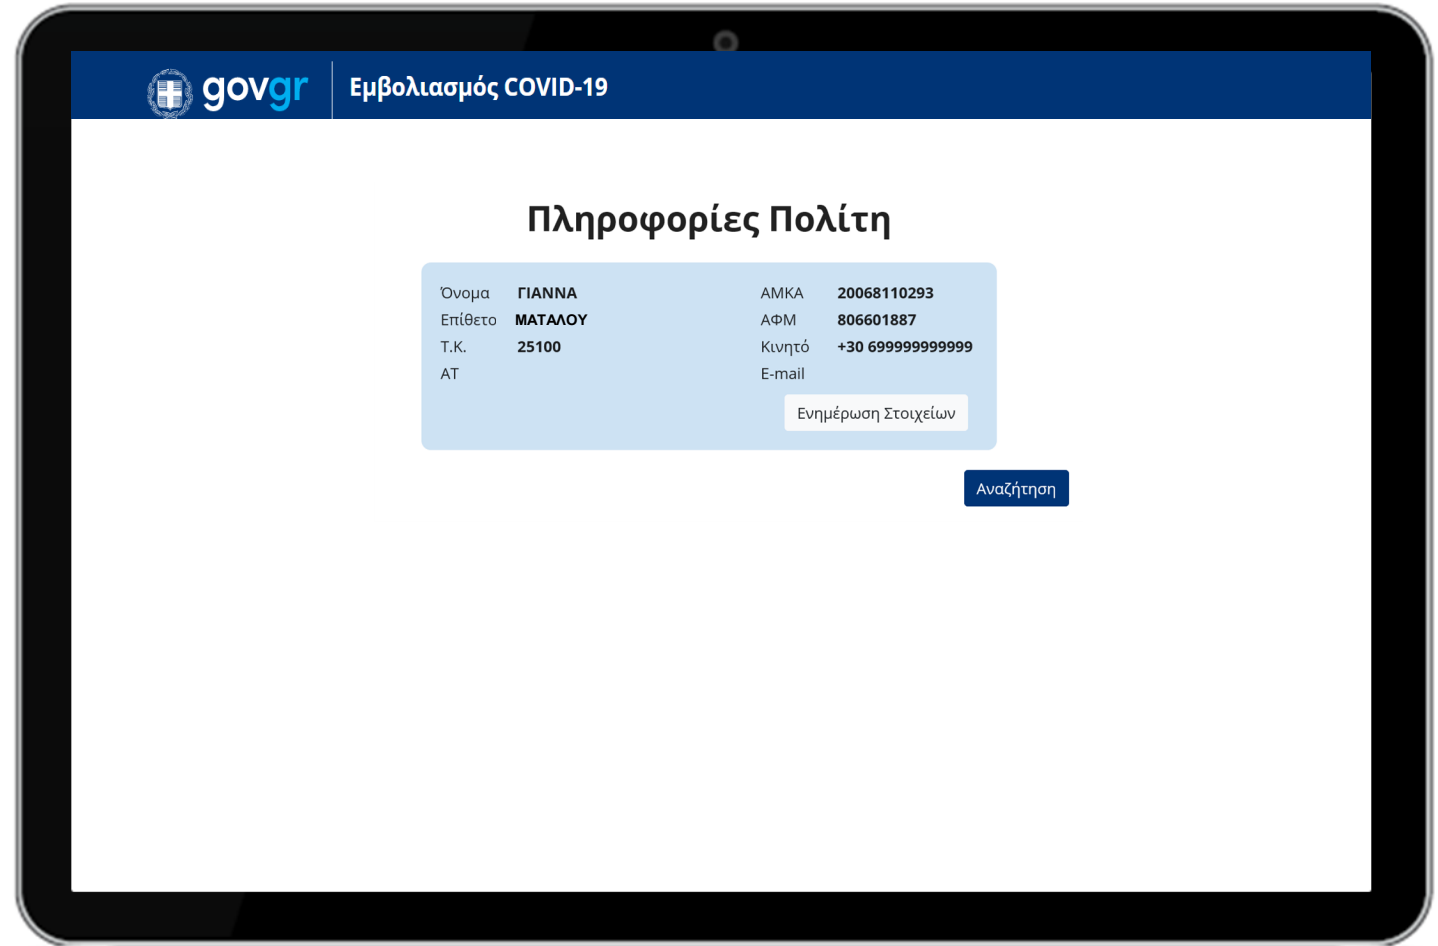 govgr Εμβολιασμός COVID-19
Πληροφορίες Πολίτη
Όνομα ΓΙΑΝΝΑ ΑΜΚΑ 20068110293
Επίθετο ΜΑΤΑΛΟΥ ΑΦΜ 806601887
Τ.Κ. 25100 Κινητό +30 699999999999
ΑΤ E-mail
Ενημέρωση Στοιχείων
Αναζήτηση